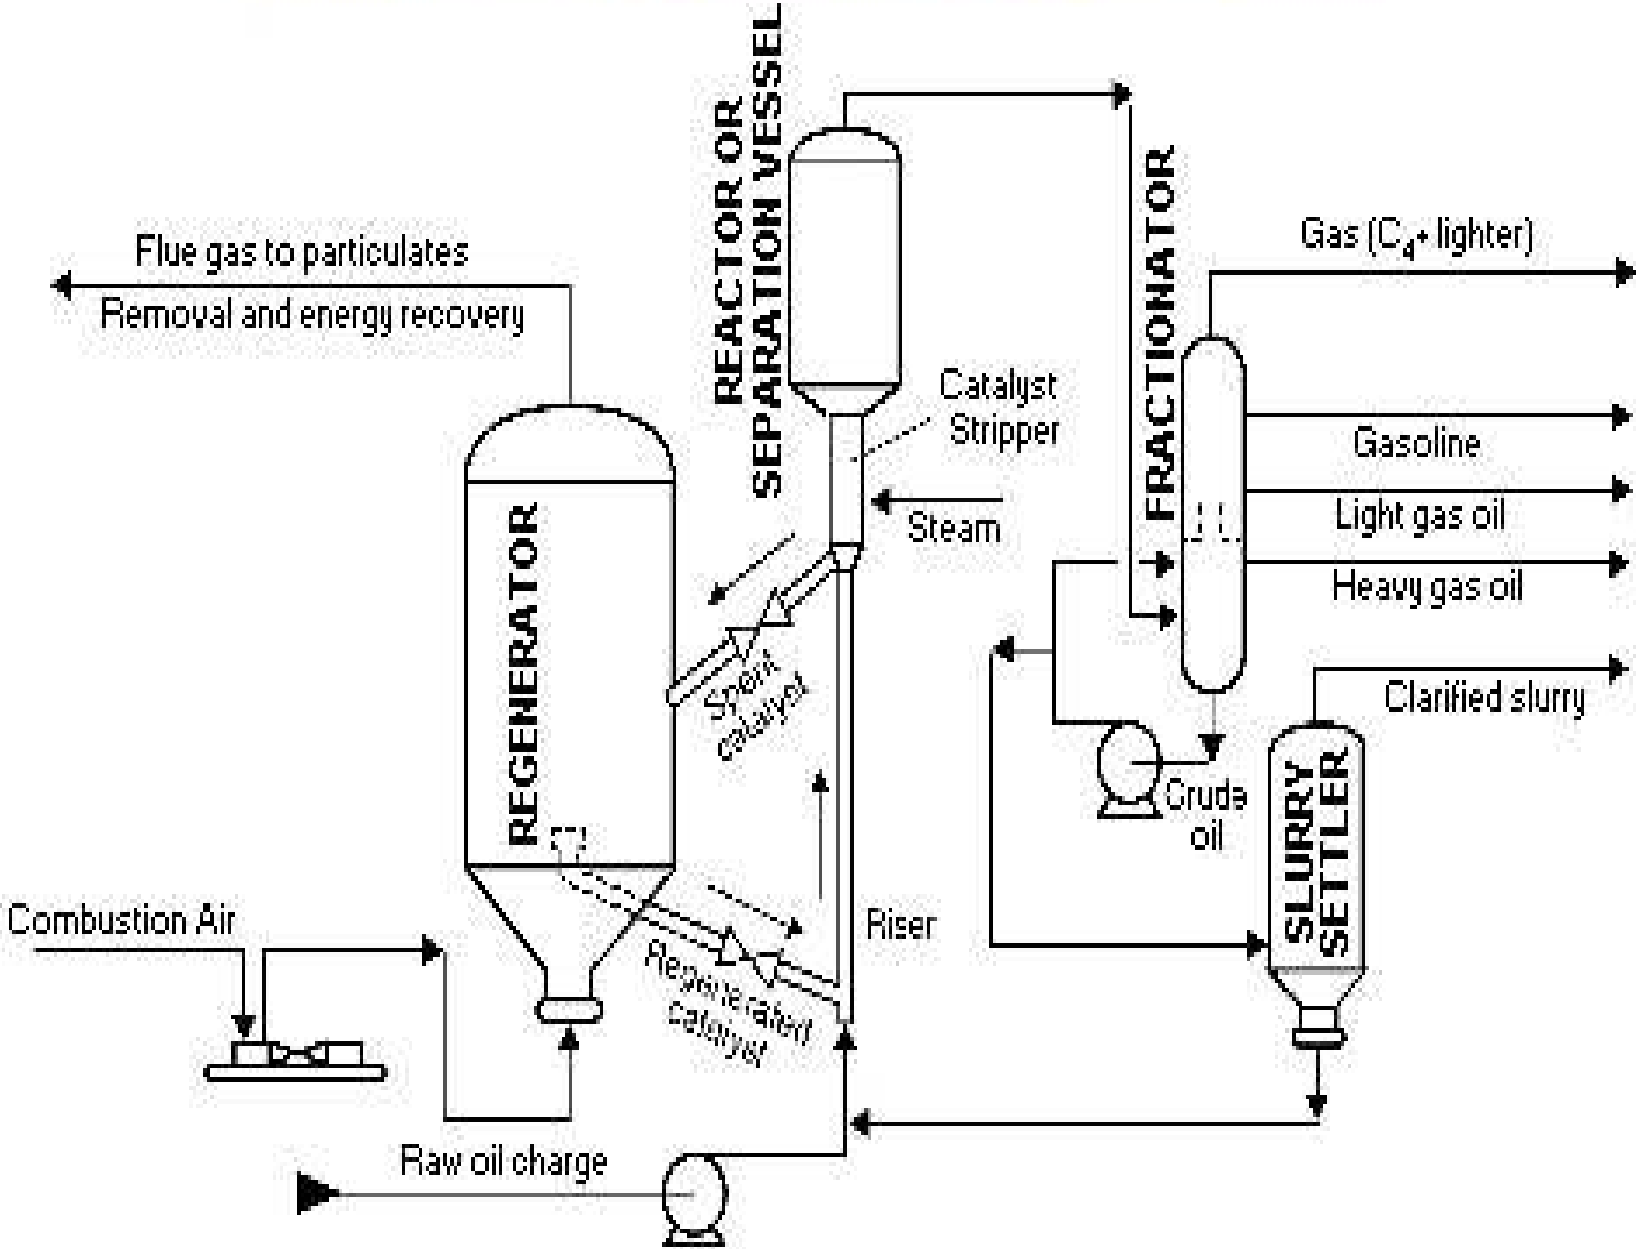 REACTOR OR
SEPARATION VESSEL
FRACTIONATOR
Gas (C4+ lighter)
Flue gas to particulates
Removal and energy recovery
Catalyst
Stripper
Gasoline
Light gas oil
Steam
Heavy gas oil
REGENERATOR
Spent
catalyst
Clarified slurry
Crude
oil
SLURRY
SETTLER
Combustion Air
Riser
Regenerated
catalyst
Raw oil charge